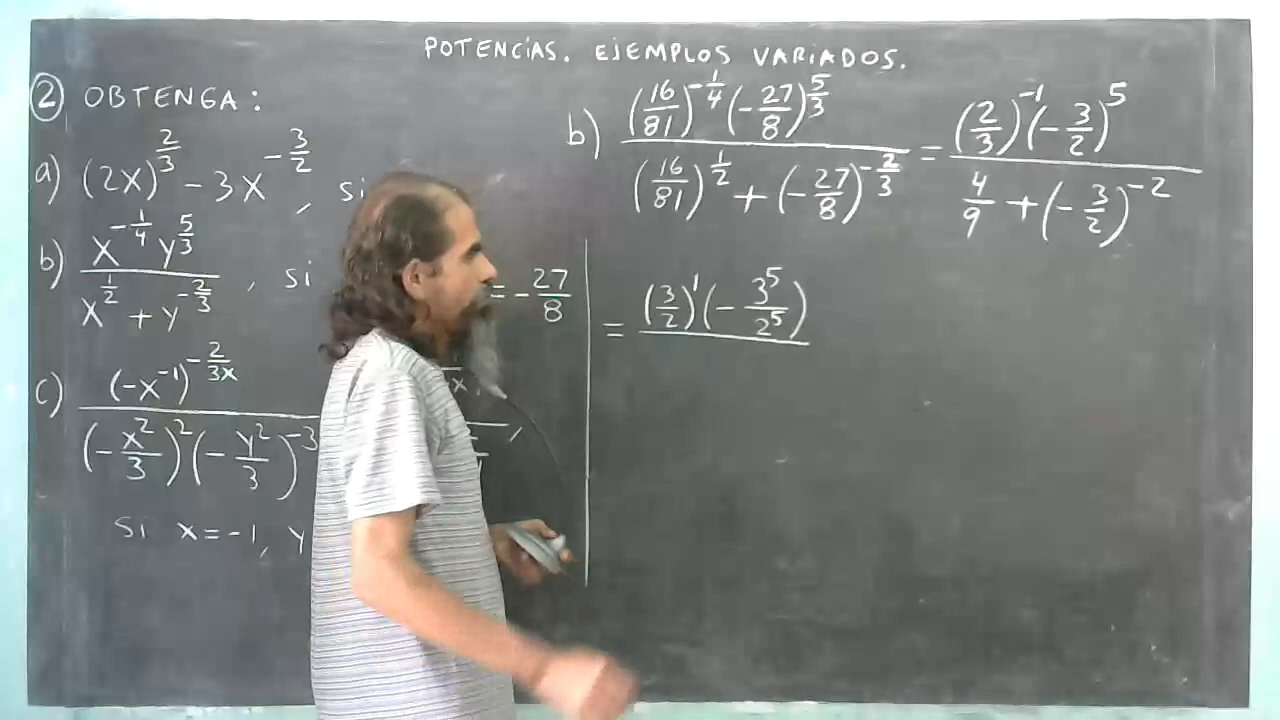 POTENCIAS. EJEMPLOS VARIADOS.
② OBTENGA:
a) (2x)^(2/3) - 3x^(-3/2), si
b) (x^(-1/4) y^(5/3)) / (x^(1/2) + y^(-2/3)), si = -27/8
c) (-x^(-1))^(-2/(3x)) / ((-x^2/3)^2 (-y^2/3)^(-3
si x = -1, y
b) ((16/81)^(-1/4) (-27/8)^(5/3)) / ((16/81)^(1/2) + (-27/8)^(-2/3)) = ((2/3)^(-1) (-3/2)^5) / (4/9 + (-3/2)^(-2))
= (3/2)^1 (-3^5/2^5)